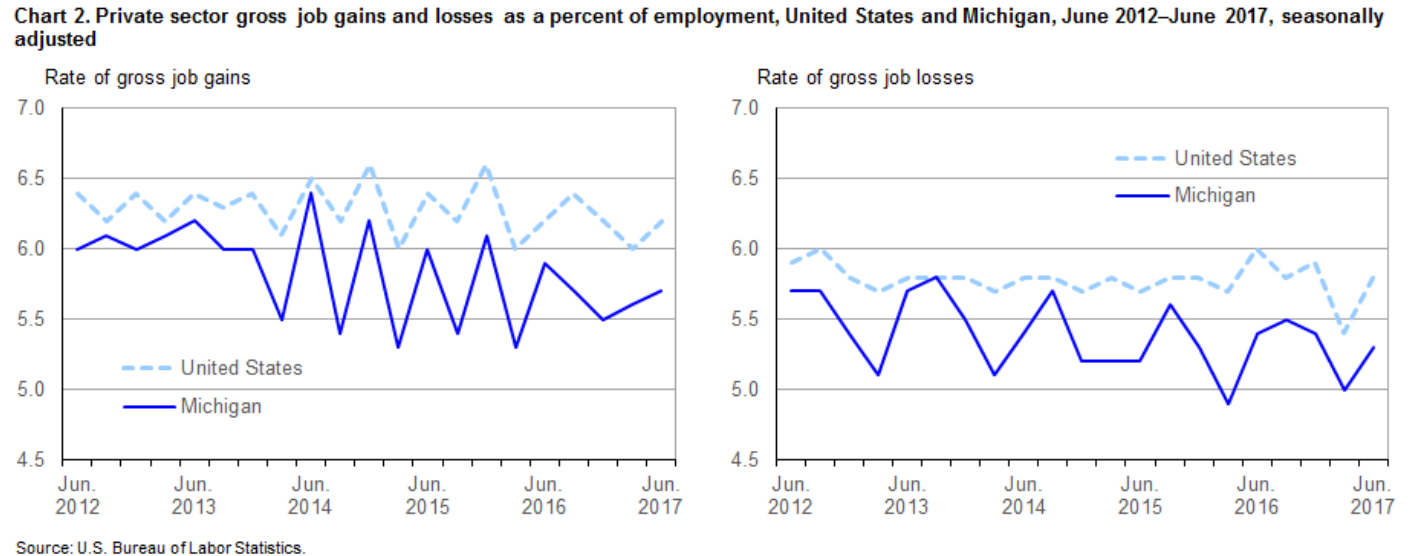 Chart 2. Private sector gross job gains and losses as a percent of employment, United States and Michigan, June 2012–June 2017, seasonally
adjusted
Rate of gross job gains
7.0
6.5
6.0
5.5
5.0
4.5
United States
Michigan
Jun. Jun. Jun. Jun. Jun. Jun.
2012 2013 2014 2015 2016 2017
Rate of gross job losses
7.0
6.5
6.0
5.5
5.0
4.5
United States
Michigan
Jun. Jun. Jun. Jun. Jun. Jun.
2012 2013 2014 2015 2016 2017
Source: U.S. Bureau of Labor Statistics.